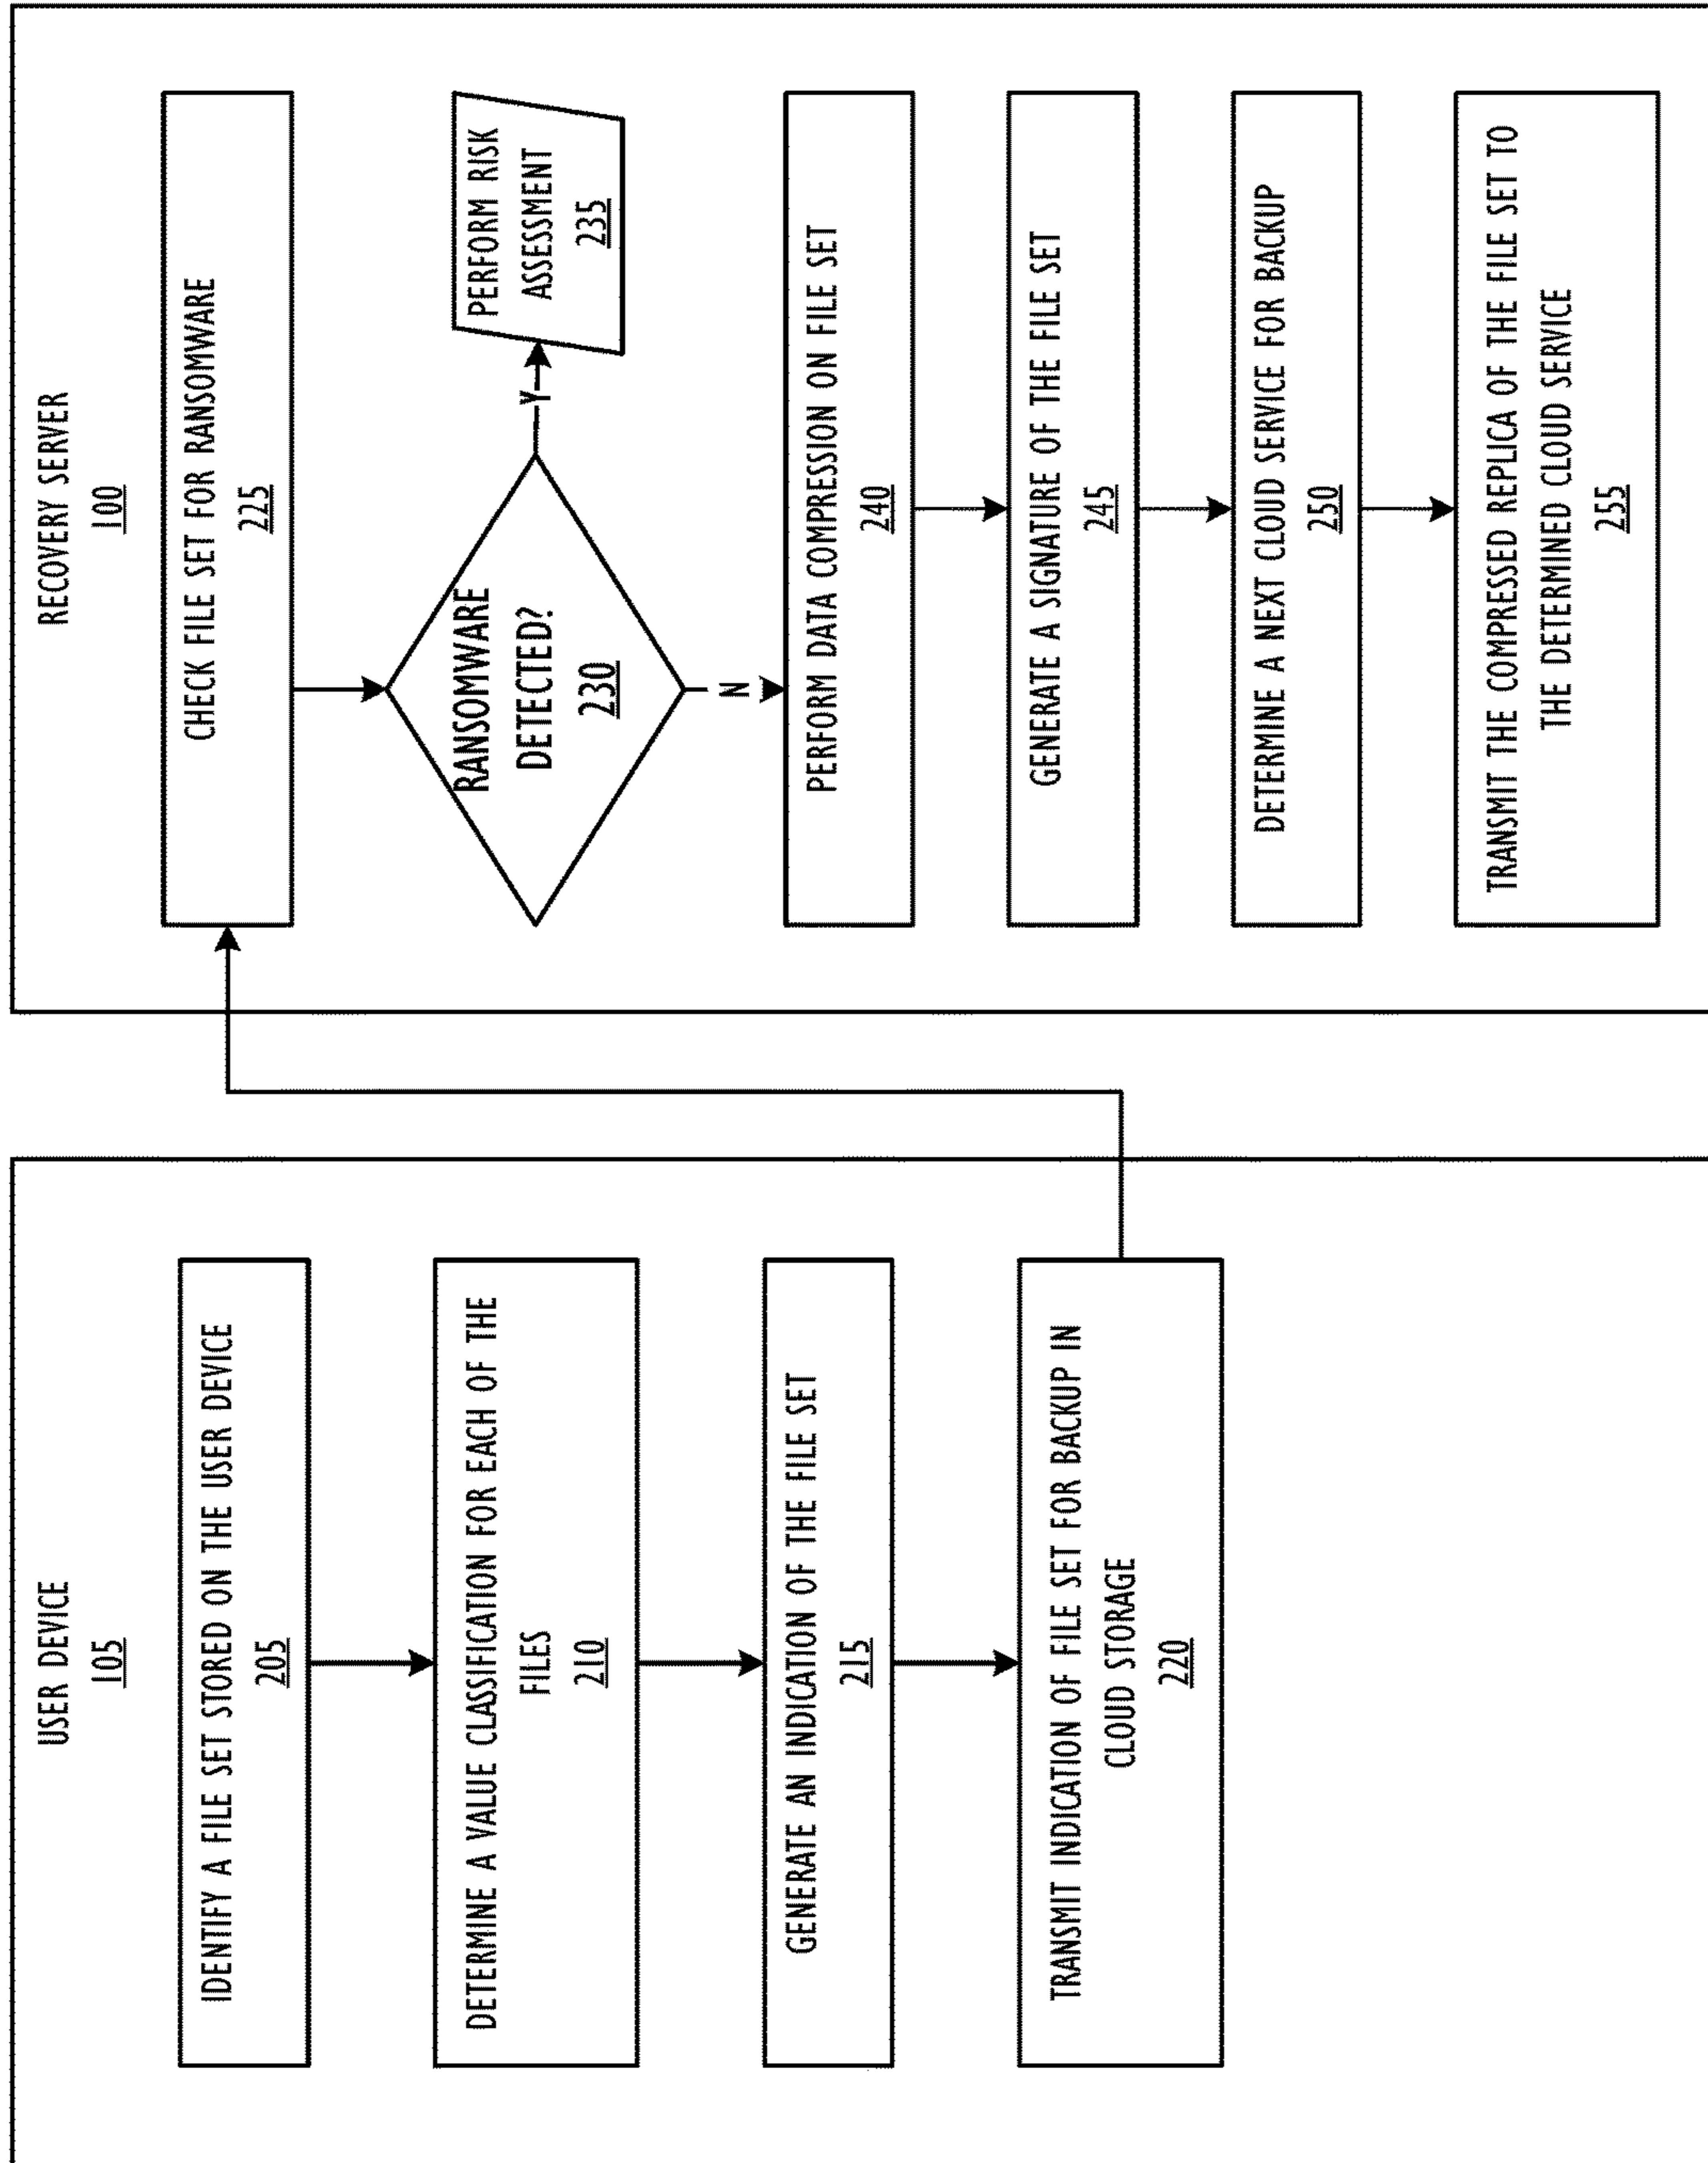 USER DEVICE
105
IDENTIFY A FILE SET STORED ON THE USER DEVICE
205
DETERMINE A VALUE CLASSIFICATION FOR EACH OF THE
FILES
210
GENERATE AN INDICATION OF THE FILE SET
215
TRANSMIT INDICATION OF FILE SET FOR BACKUP IN
CLOUD STORAGE
220
RECOVERY SERVER
100
CHECK FILE SET FOR RANSOMWARE
225
RANSOMWARE
DETECTED?
230
Y
PERFORM RISK
ASSESSMENT
235
N
PERFORM DATA COMPRESSION ON FILE SET
240
GENERATE A SIGNATURE OF THE FILE SET
245
DETERMINE A NEXT CLOUD SERVICE FOR BACKUP
250
TRANSMIT THE COMPRESSED REPLICA OF THE FILE SET TO
THE DETERMINED CLOUD SERVICE
255